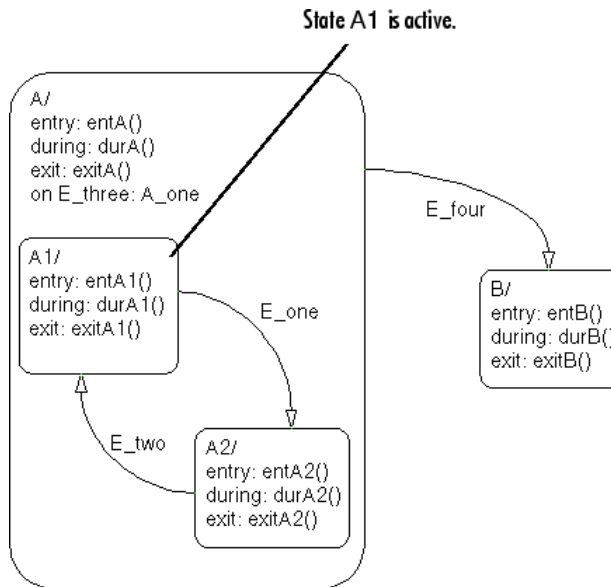 State A1 is active.
A/
entry: entA()
during: durA()
exit: exitA()
on E_three: A_one
E_four
A1/
entry: entA1()
during: durA1()
exit: exitA1()
E_one
B/
entry: entB()
during: durB()
exit: exitB()
E_two
A2/
entry: entA2()
during: durA2()
exit: exitA2()